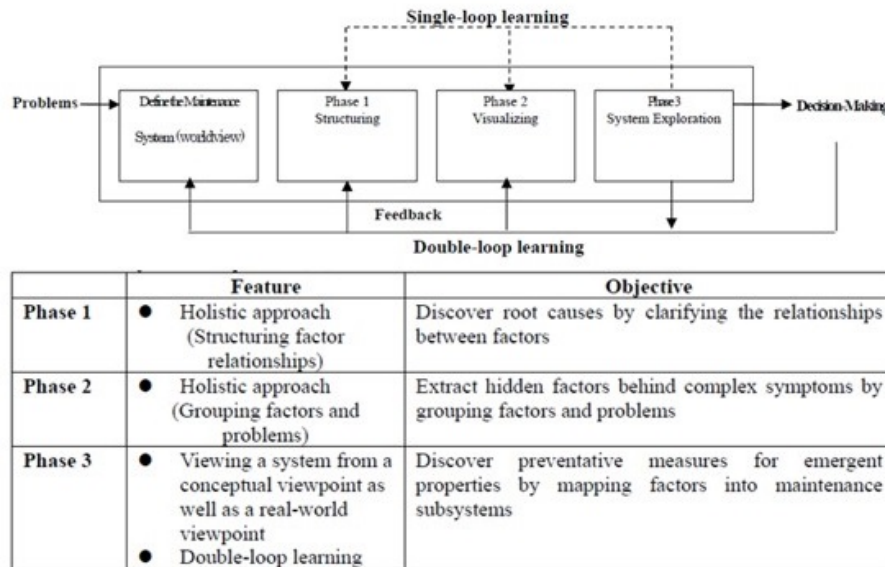 Single-loop learning
Problems
Define the Maintenance
System (worldview)
Phase 1
Structuring
Phase 2
Visualizing
Phase3
System Exploration
Decision-Making
Feedback
Double-loop learning
Feature
Objective
Phase 1
● Holistic approach
(Structuring factor
relationships)
Discover root causes by clarifying the relationships
between factors
Phase 2
● Holistic approach
(Grouping factors and
problems)
Extract hidden factors behind complex symptoms by
grouping factors and problems
Phase 3
● Viewing a system from a
conceptual viewpoint as
well as a real-world
viewpoint
● Double-loop learning
Discover preventative measures for emergent
properties by mapping factors into maintenance
subsystems